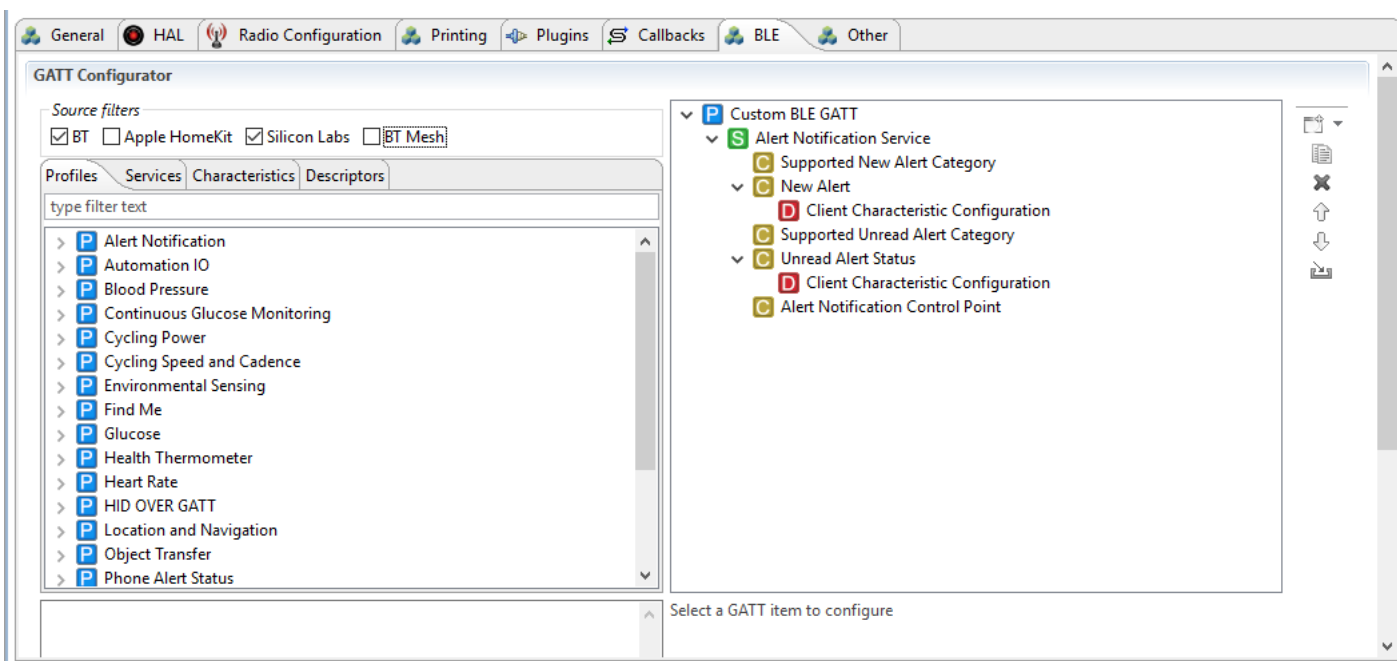 General HAL Radio Configuration Printing Plugins Callbacks BLE Other
GATT Configurator
Source filters
BT Apple HomeKit Silicon Labs BT Mesh
Profiles Services Characteristics Descriptors
type filter text
P Alert Notification
P Automation IO
P Blood Pressure
P Continuous Glucose Monitoring
P Cycling Power
P Cycling Speed and Cadence
P Environmental Sensing
P Find Me
P Glucose
P Health Thermometer
P Heart Rate
P HID OVER GATT
P Location and Navigation
P Object Transfer
P Phone Alert Status
P Custom BLE GATT
S Alert Notification Service
C Supported New Alert Category
C New Alert
D Client Characteristic Configuration
C Supported Unread Alert Category
C Unread Alert Status
D Client Characteristic Configuration
C Alert Notification Control Point
Select a GATT item to configure